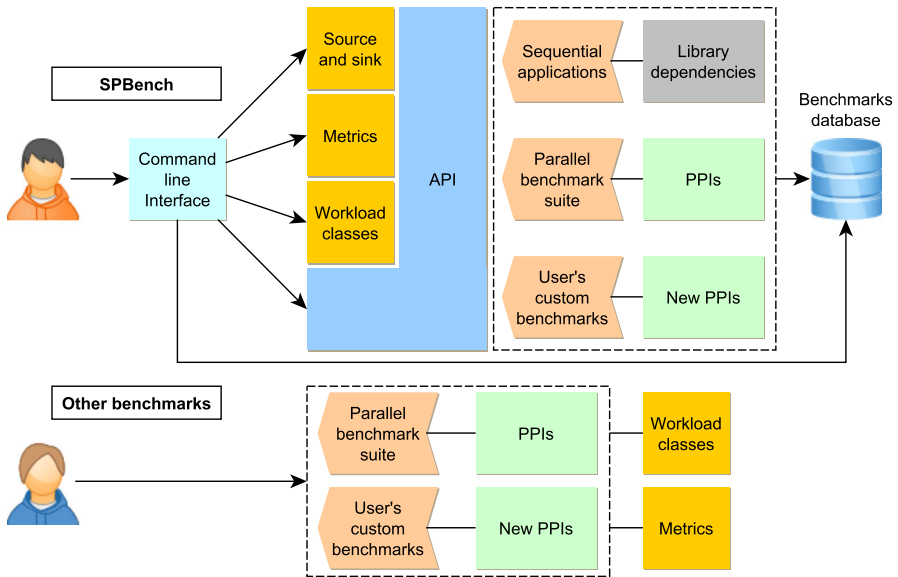 SPBench
Command
line
Interface
Source
and sink
Metrics
Workload
classes
API
Sequential
applications
Library
dependencies
Parallel
benchmark
suite
PPIs
User's
custom
benchmarks
New PPIs
Benchmarks
database
Other benchmarks
Parallel
benchmark
suite
PPIs
Workload
classes
User's
custom
benchmarks
New PPIs
Metrics